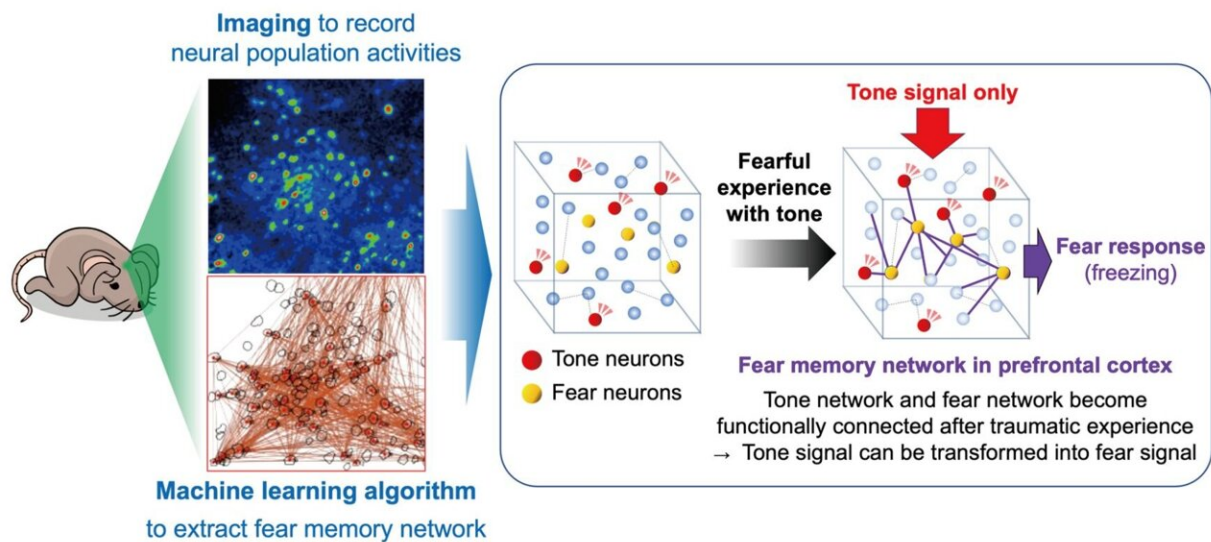 Imaging to record
neural population activities
Machine learning algorithm
to extract fear memory network
Tone signal only
Fearful
experience
with tone
Fear response
(freezing)
Tone neurons
Fear neurons
Fear memory network in prefrontal cortex
Tone network and fear network become
functionally connected after traumatic experience
→ Tone signal can be transformed into fear signal